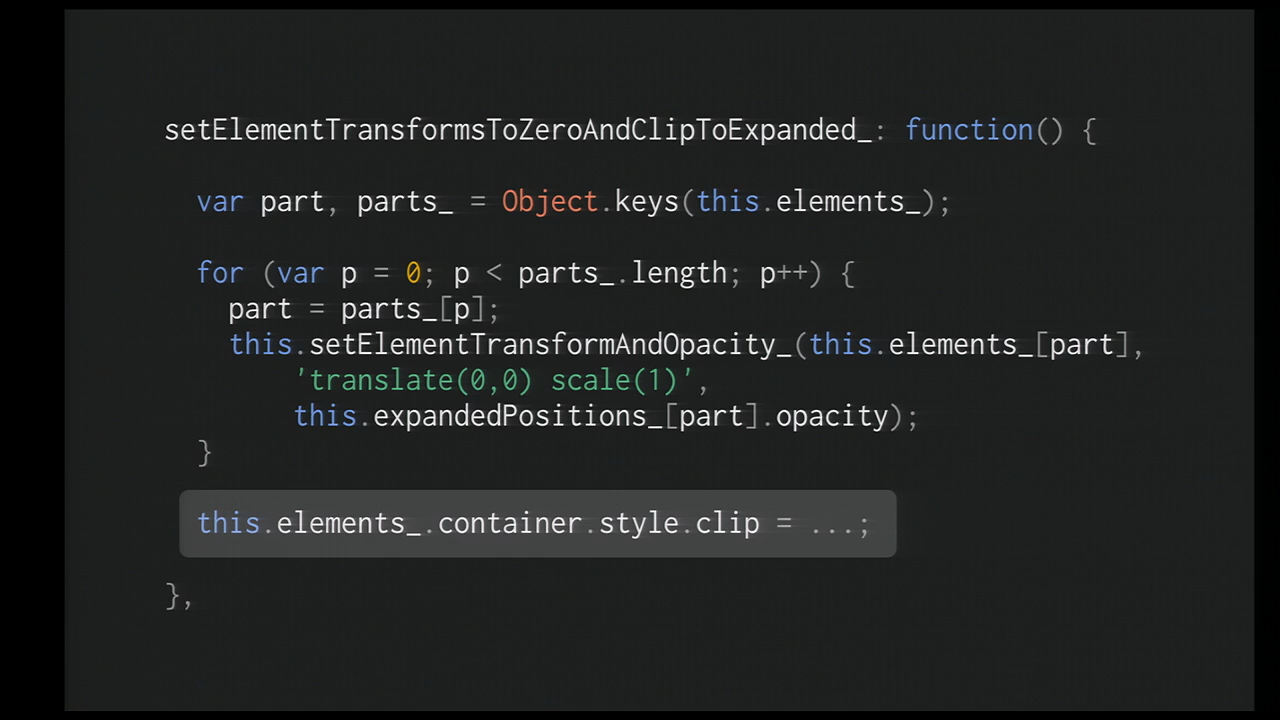 setElementTransformsToZeroAndClipToExpanded_: function() {
var part, parts_ = Object.keys(this.elements_);
for (var p = 0; p < parts_.length; p++) {
part = parts_[p];
this.setElementTransformAndOpacity_(this.elements_[part],
'translate(0,0) scale(1)',
this.expandedPositions_[part].opacity);
}
this.elements_.container.style.clip = ...;
},